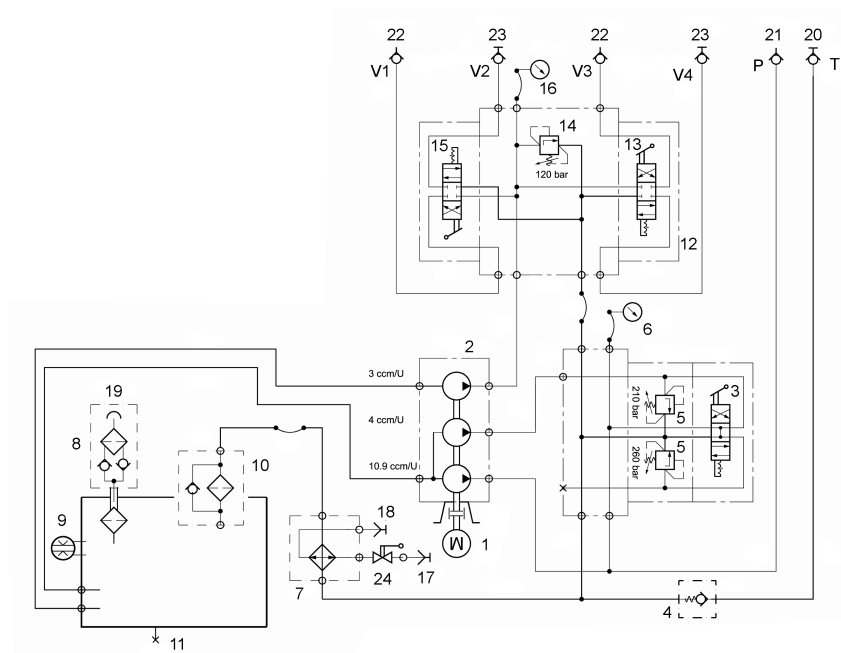 22 23 22 23 21 20
V1 V2 V3 V4 P T
16
14
15 13
120 bar
12
6
2
3 ccm/U
19
210 bar 5 3
8 4 ccm/U
10 5
10.9 ccm/U
260 bar
9 18
M 1
24 17
7
4
11